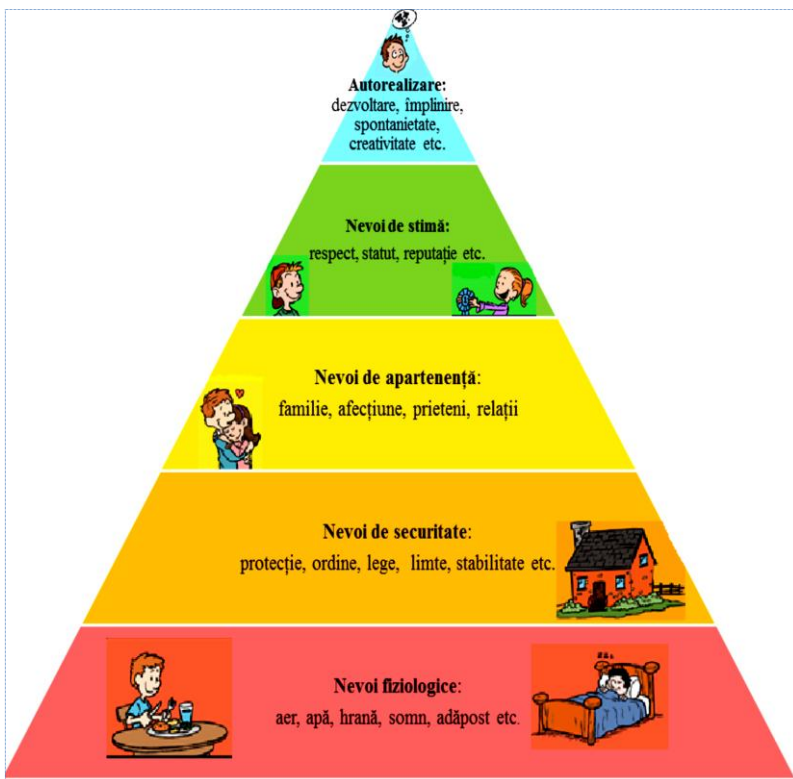 Autorealizare:
dezvoltare, împlinire,
spontanietate,
creativitate etc.
Nevoi de stimă:
respect, statut, reputație etc.
Nevoi de apartenență:
familie, afecțiune, prieteni, relații
Nevoi de securitate:
protecție, ordine, lege, limte, stabilitate etc.
Nevoi fiziologice:
aer, apă, hrană, somn, adăpost etc.